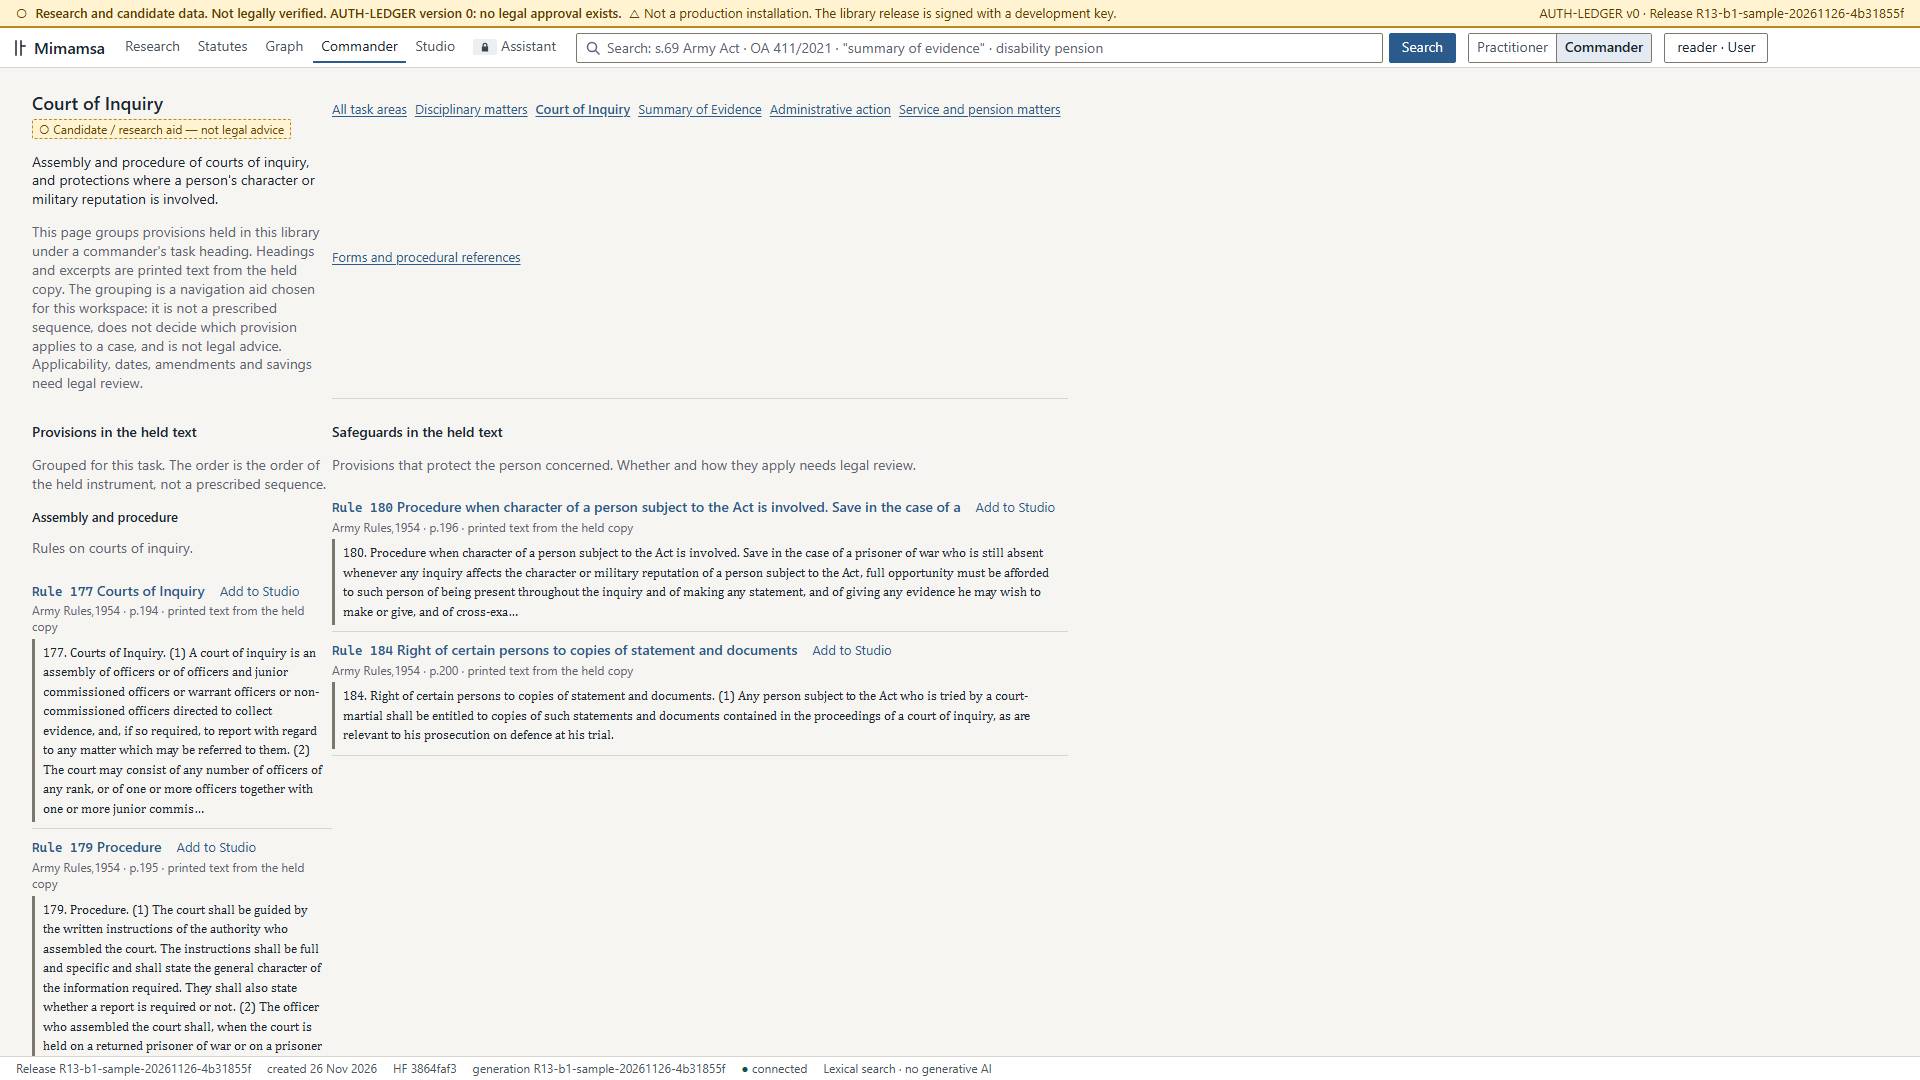 Research and candidate data. Not legally verified. AUTH-LEDGER version 0: no legal approval exists. ⚠ Not a production installation. The library release is signed with a development key.
AUTH-LEDGER v0 · Release R13-b1-sample-20261126-4b31855f
Mimamsa Research Statutes Graph Commander Studio Assistant
Search: s.69 Army Act · OA 411/2021 · "summary of evidence" · disability pension
Search
Practitioner Commander
reader · User
Court of Inquiry
Candidate / research aid — not legal advice
Assembly and procedure of courts of inquiry,
and protections where a person's character or
military reputation is involved.
This page groups provisions held in this library
under a commander's task heading. Headings
and excerpts are printed text from the held
copy. The grouping is a navigation aid chosen
for this workspace: it is not a prescribed
sequence, does not decide which provision
applies to a case, and is not legal advice.
Applicability, dates, amendments and savings
need legal review.
All task areas Disciplinary matters Court of Inquiry Summary of Evidence Administrative action Service and pension matters
Forms and procedural references
Provisions in the held text
Grouped for this task. The order is the order of
the held instrument, not a prescribed sequence.
Assembly and procedure
Rules on courts of inquiry.
Rule 177 Courts of Inquiry Add to Studio
Army Rules,1954 · p.194 · printed text from the held
copy
177. Courts of Inquiry. (1) A court of inquiry is an
assembly of officers or of officers and junior
commissioned officers or warrant officers or non-
commissioned officers directed to collect
evidence, and, if so required, to report with regard
to any matter which may be referred to them. (2)
The court may consist of any number of officers of
any rank, or of one or more officers together with
one or more junior commis…
Rule 179 Procedure Add to Studio
Army Rules,1954 · p.195 · printed text from the held
copy
179. Procedure. (1) The court shall be guided by
the written instructions of the authority who
assembled the court. The instructions shall be full
and specific and shall state the general character of
the information required. They shall also state
whether a report is required or not. (2) The officer
who assembled the court shall, when the court is
held on a returned prisoner of war or on a prisoner
Safeguards in the held text
Provisions that protect the person concerned. Whether and how they apply needs legal review.
Rule 180 Procedure when character of a person subject to the Act is involved. Save in the case of a Add to Studio
Army Rules,1954 · p.196 · printed text from the held copy
180. Procedure when character of a person subject to the Act is involved. Save in the case of a prisoner of war who is still absent
whenever any inquiry affects the character or military reputation of a person subject to the Act, full opportunity must be afforded
to such person of being present throughout the inquiry and of making any statement, and of giving any evidence he may wish to
make or give, and of cross-exa…
Rule 184 Right of certain persons to copies of statement and documents Add to Studio
Army Rules,1954 · p.200 · printed text from the held copy
184. Right of certain persons to copies of statement and documents. (1) Any person subject to the Act who is tried by a court-
martial shall be entitled to copies of such statements and documents contained in the proceedings of a court of inquiry, as are
relevant to his prosecution on defence at his trial.
Release R13-b1-sample-20261126-4b31855f created 26 Nov 2026 HF 3864faf3 generation R13-b1-sample-20261126-4b31855f ● connected Lexical search · no generative AI